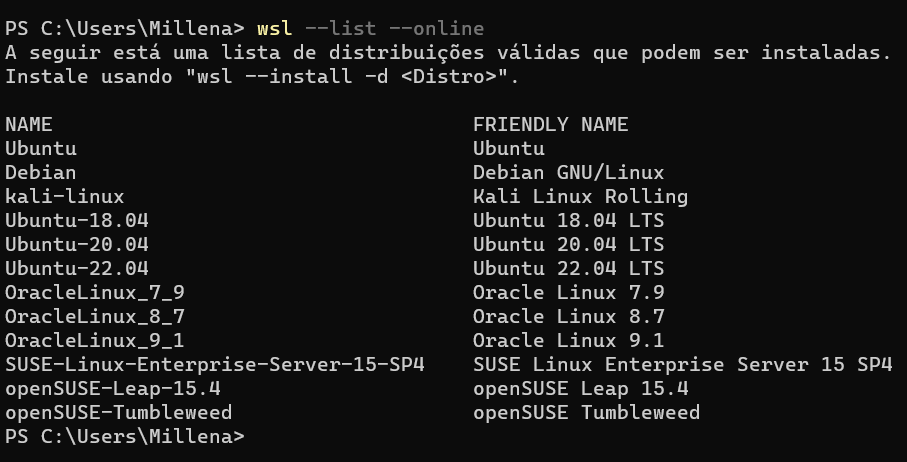 PS C:\Users\Millena> wsl --list --online
A seguir está uma lista de distribuições válidas que podem ser instaladas.
Instale usando "wsl --install -d <Distro>".
NAME FRIENDLY NAME
Ubuntu Ubuntu
Debian Debian GNU/Linux
kali-linux Kali Linux Rolling
Ubuntu-18.04 Ubuntu 18.04 LTS
Ubuntu-20.04 Ubuntu 20.04 LTS
Ubuntu-22.04 Ubuntu 22.04 LTS
OracleLinux_7_9 Oracle Linux 7.9
OracleLinux_8_7 Oracle Linux 8.7
OracleLinux_9_1 Oracle Linux 9.1
SUSE-Linux-Enterprise-Server-15-SP4 SUSE Linux Enterprise Server 15 SP4
openSUSE-Leap-15.4 openSUSE Leap 15.4
openSUSE-Tumbleweed openSUSE Tumbleweed
PS C:\Users\Millena>